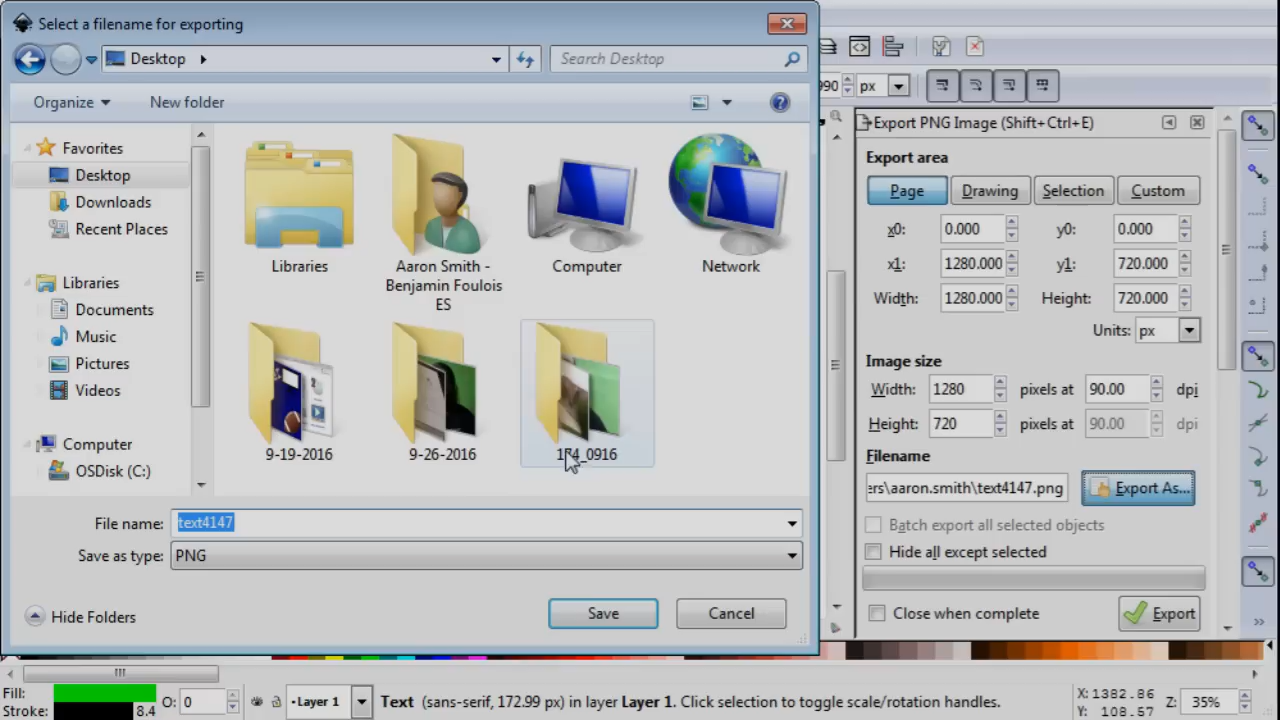 Select a filename for exporting
Desktop
Search Desktop
Organize
New folder
Favorites
Desktop
Downloads
Recent Places
Libraries
Documents
Music
Pictures
Videos
Computer
OSDisk (C:)
Libraries
Aaron Smith -
Benjamin Foulois
ES
Computer
Network
9-19-2016
9-26-2016
File name:
text4147
Save as type:
PNG
Hide Folders
Save
Cancel
990
px
Export PNG Image (Shift+Ctrl+E)
Export area
Page
Drawing
Selection
Custom
x0:
0.000
y0:
0.000
x1:
1280.000
y1:
720.000
Width:
1280.000
Height:
720.000
Units:
px
Image size
Width:
1280
pixels at
90.00
dpi
Height:
720
pixels at
90.00
dpi
Filename
ers\aaron.smith\text4147.png
Export As...
Batch export all selected objects
Hide all except selected
Close when complete
Export
Fill:
Stroke:
8.4
O:
0
•Layer 1
Text (sans-serif, 172.99 px) in layer Layer 1. Click selection to toggle scale/rotation handles.
X:1382.86
Y: 108.57
Z:
35%